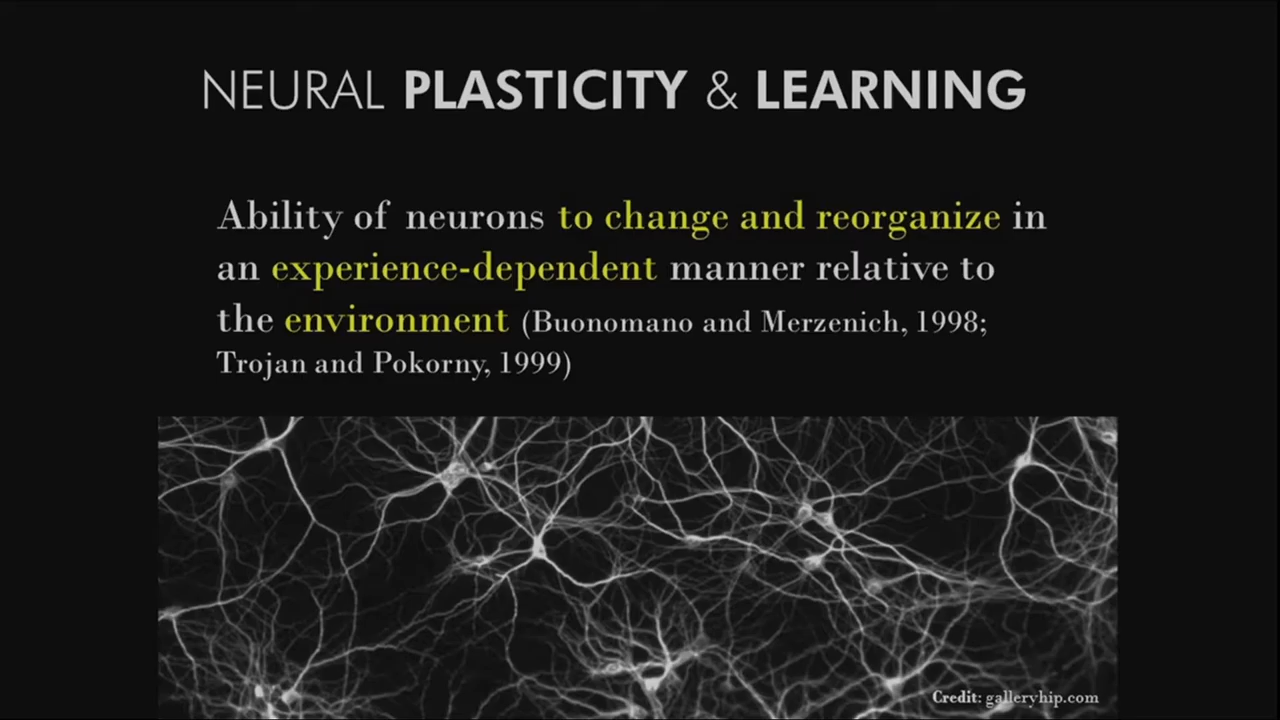 NEURAL PLASTICITY & LEARNING
Ability of neurons to change and reorganize in
an experience-dependent manner relative to
the environment (Buonomano and Merzenich, 1998;
Trojan and Pokorny, 1999)
Credit: galleryhip.com